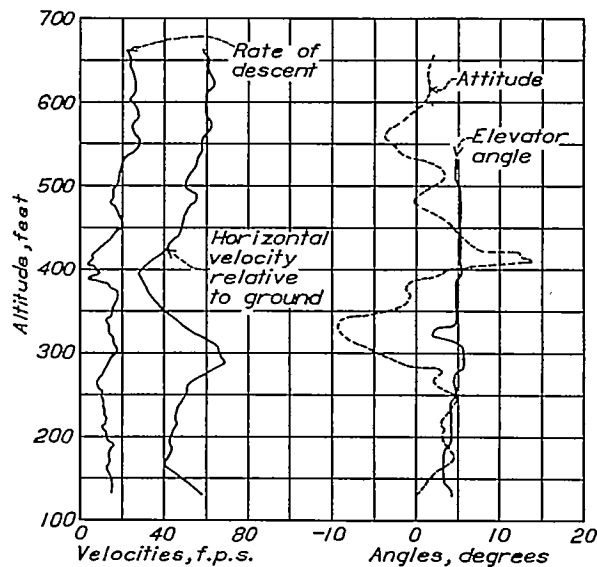 700
600
500
400
300
200
100
Altitude, feet
Rate of
descent
Attitude
Elevator
angle
Horizontal
velocity
relative
to ground
0 40 80 -10 0 10 20
Velocities, f.p.s. Angles, degrees